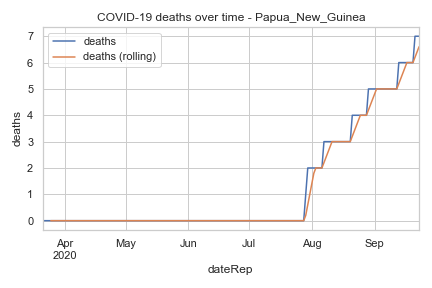 COVID-19 deaths over time - Papua_New_Guinea
deaths
deaths (rolling)
7
6
5
4
3
2
1
0
deaths
Apr
2020
May
Jun
Jul
Aug
Sep
dateRep